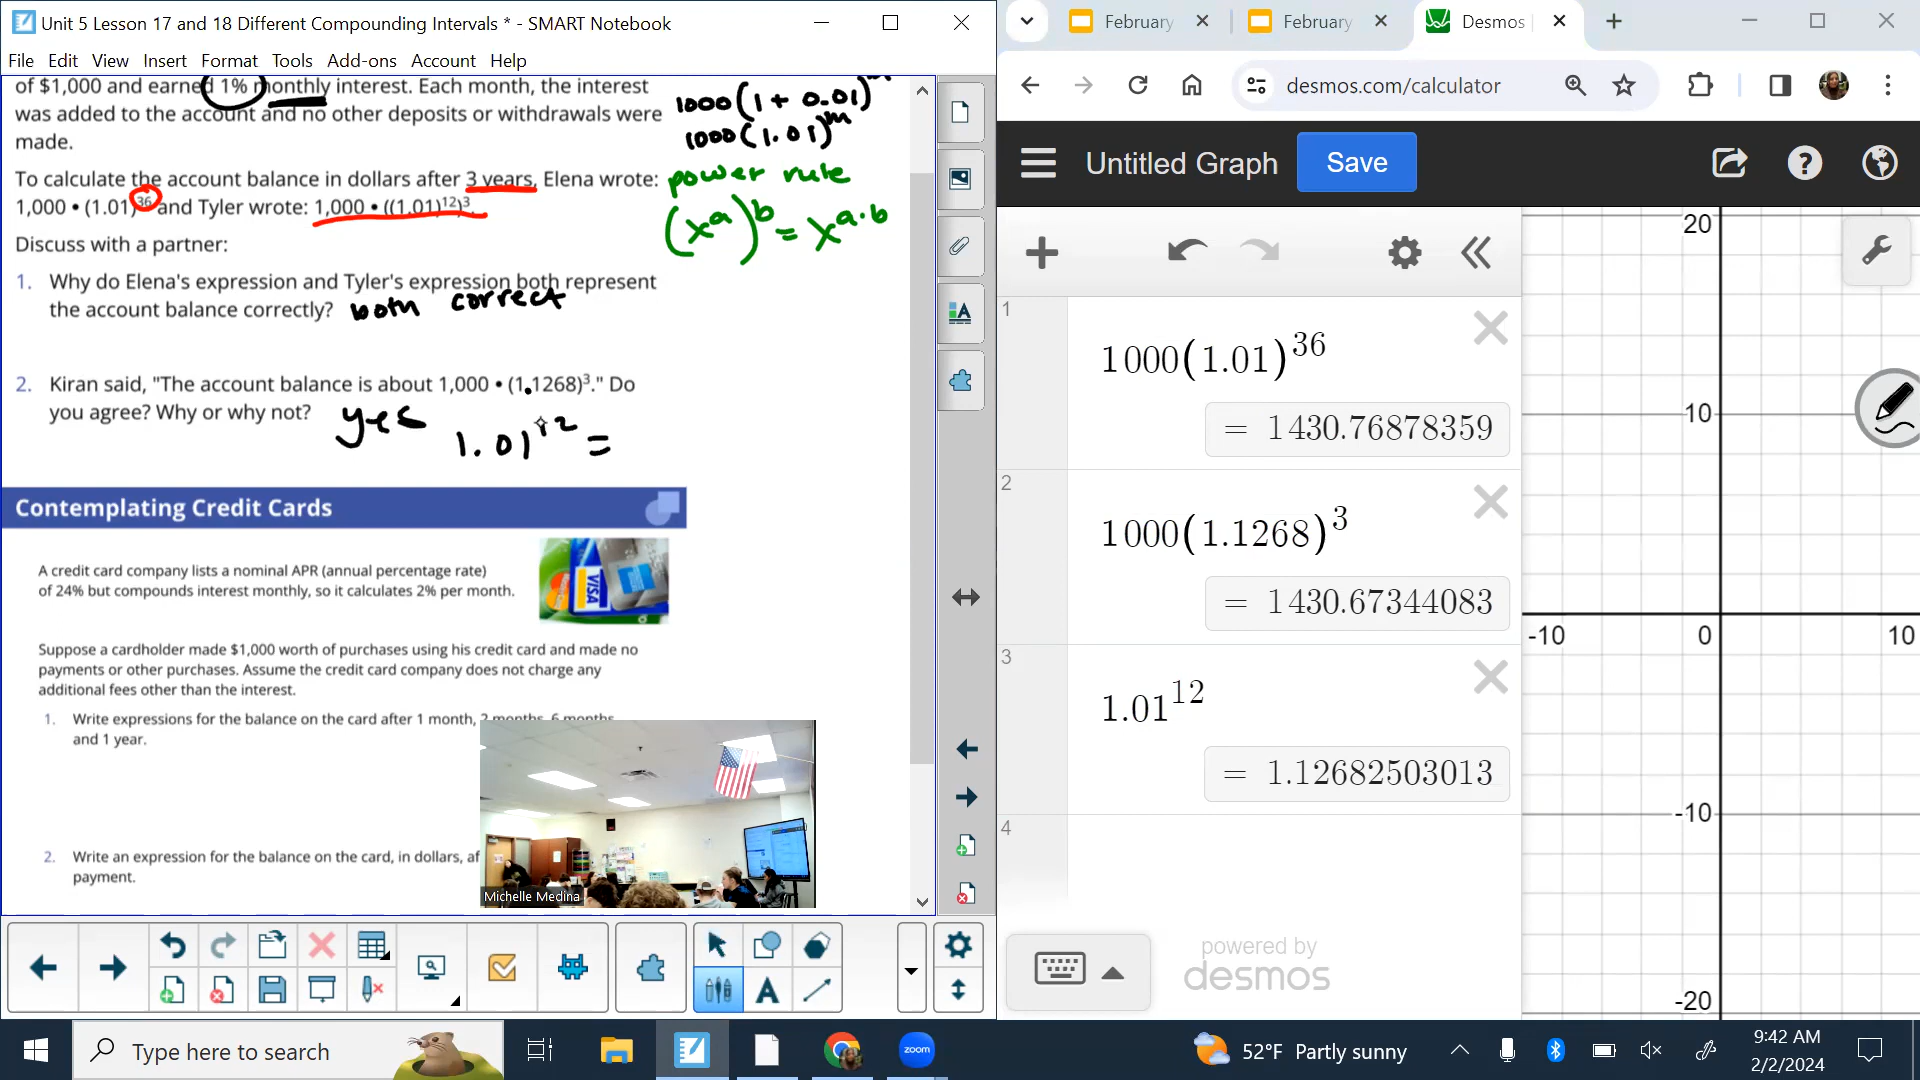 Unit 5 Lesson 17 and 18 Different Compounding Intervals * - SMART Notebook
File Edit View Insert Format Tools Add-ons Account Help
of $1,000 and earned 1% monthly interest. Each month, the interest
was added to the account and no other deposits or withdrawals were
made.
1000(1 + 0.01)
1000(1.01)^m
To calculate the account balance in dollars after 3 years, Elena wrote:
1,000 • (1.01)^36 and Tyler wrote: 1,000 • ((1.01)^12)^3.
power rule
(x^a)^b = x^a·b
Discuss with a partner:
1. Why do Elena's expression and Tyler's expression both represent
the account balance correctly? both correct
2. Kiran said, "The account balance is about 1,000 • (1.1268)^3." Do
you agree? Why or why not? yes 1.01^12 =
Contemplating Credit Cards
A credit card company lists a nominal APR (annual percentage rate)
of 24% but compounds interest monthly, so it calculates 2% per month.
VISA
Suppose a cardholder made $1,000 worth of purchases using his credit card and made no
payments or other purchases. Assume the credit card company does not charge any
additional fees other than the interest.
1. Write expressions for the balance on the card after 1 month, 2 months, 6 months,
and 1 year.
2. Write an expression for the balance on the card, in dollars, af
payment.
Michelle Medina
February
February
Desmos
desmos.com/calculator
Untitled Graph
Save
1
1000(1.01)^36
= 1430.76878359
2
1000(1.1268)^3
= 1430.67344083
3
1.01^12
= 1.12682503013
4
powered by
desmos
20
10
-10
0
10
-10
-20
Type here to search
zoom
52°F Partly sunny
9:42 AM
2/2/2024